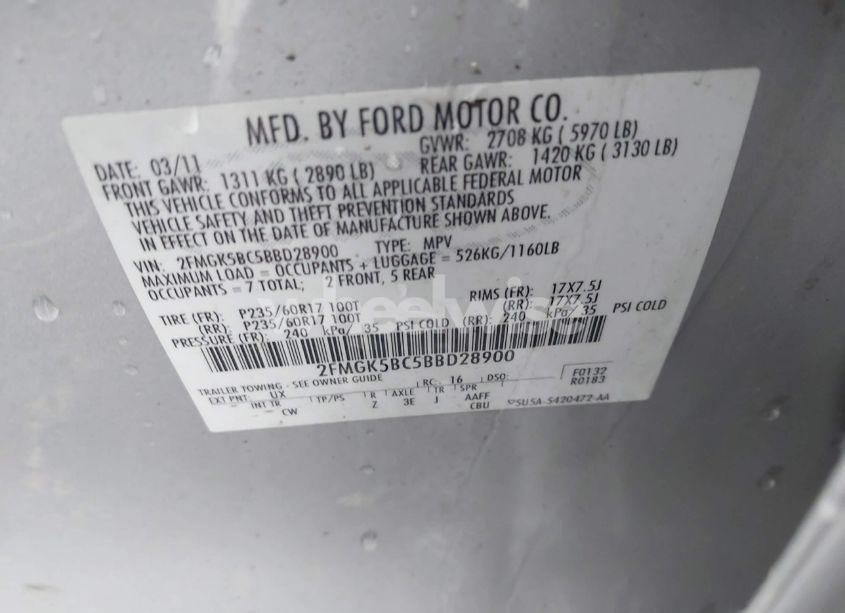 MFD. BY FORD MOTOR CO.
DATE: 03/11 GVWR: 2708 KG ( 5970 LB)
FRONT GAWR: 1311 KG ( 2890 LB) REAR GAWR: 1420 KG ( 3130 LB)
THIS VEHICLE CONFORMS TO ALL APPLICABLE FEDERAL MOTOR
VEHICLE SAFETY AND THEFT PREVENTION STANDARDS
IN EFFECT ON THE DATE OF MANUFACTURE SHOWN ABOVE.
VIN: 2FMGK5BC5BBD28900 TYPE: MPV
MAXIMUM LOAD = OCCUPANTS + LUGGAGE = 526KG/1160LB
OCCUPANTS = 7 TOTAL; 2 FRONT, 5 REAR
TIRE (FR): P235/60R17 100T RIMS (FR): 17X7.5J
(RR): P235/60R17 100T (RR): 17X7.5J
PRESSURE (FR): 240 kPa/ 35 PSI COLD (RR): 240 kPa/ 35 PSI COLD
wheelwise
2FMGK5BC5BBD28900
TRAILER TOWING - SEE OWNER GUIDE RC: 16 DSO: F0132
R0183
EXT PNT: UX INT TR TP/PS R AXLE TR SPR
CW Z 3E J AAFF
CBU 5U5A-5420472-AA